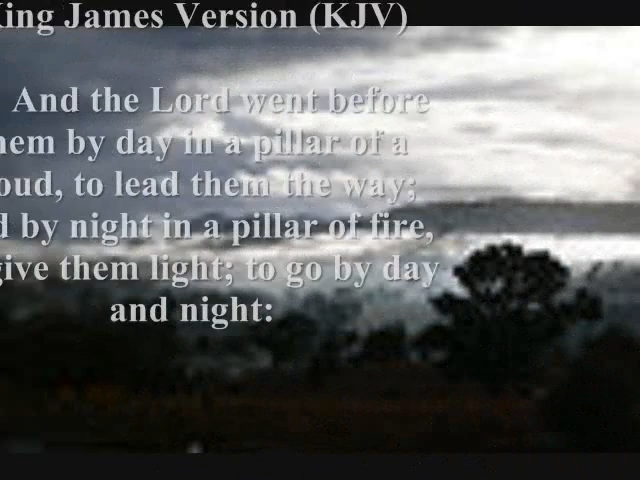 King James Version (KJV)
And the Lord went before
hem by day in a pillar of a
oud, to lead them the way;
d by night in a pillar of fire,
give them light; to go by day
and night: